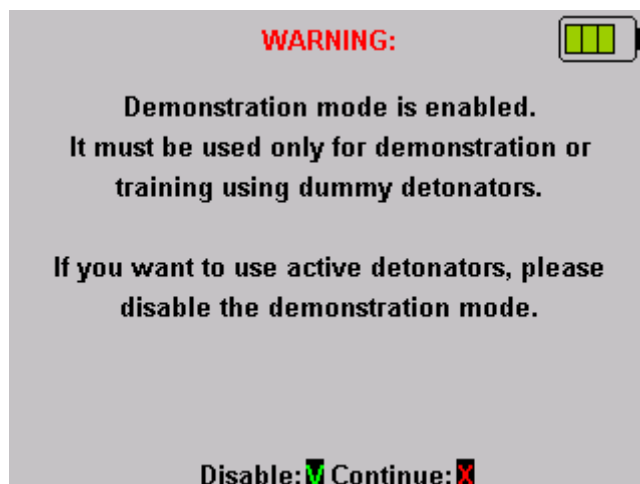 WARNING:
Demonstration mode is enabled.
It must be used only for demonstration or
training using dummy detonators.
If you want to use active detonators, please
disable the demonstration mode.
Disable: V Continue: X